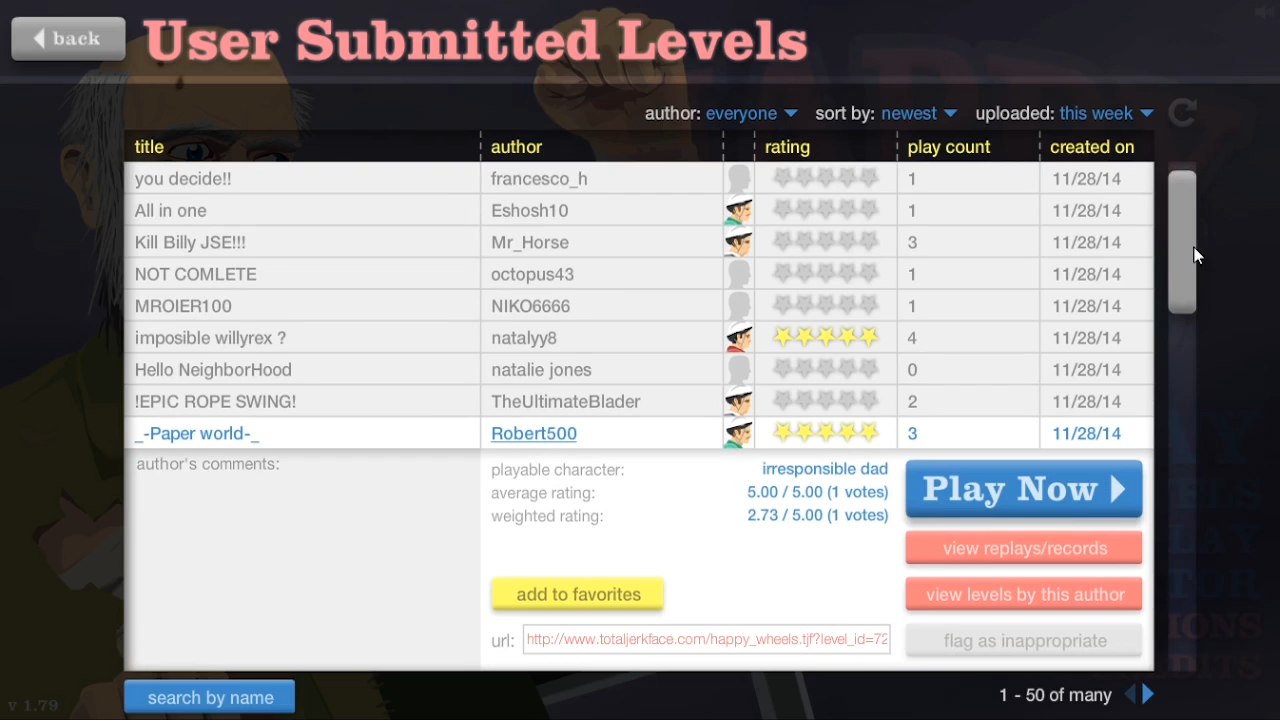 back
User Submitted Levels
author: everyone sort by: newest uploaded: this week
title author rating play count created on
you decide!! francesco_h 1 11/28/14
All in one Eshosh10 1 11/28/14
Kill Billy JSE!!! Mr_Horse 3 11/28/14
NOT COMLETE octopus43 1 11/28/14
MROIER100 NIKO6666 1 11/28/14
imposible willyrex ? natalyy8 4 11/28/14
Hello NeighborHood natalie jones 0 11/28/14
!EPIC ROPE SWING! TheUltimateBlader 2 11/28/14
_-Paper world-_ Robert500 3 11/28/14
author's comments:
playable character: irresponsible dad
average rating: 5.00 / 5.00 (1 votes)
weighted rating: 2.73 / 5.00 (1 votes)
Play Now
view replays/records
add to favorites
view levels by this author
url: http://www.totaljerkface.com/happy_wheels.tjf?level_id=72
flag as inappropriate
search by name
1 - 50 of many
v 1.79